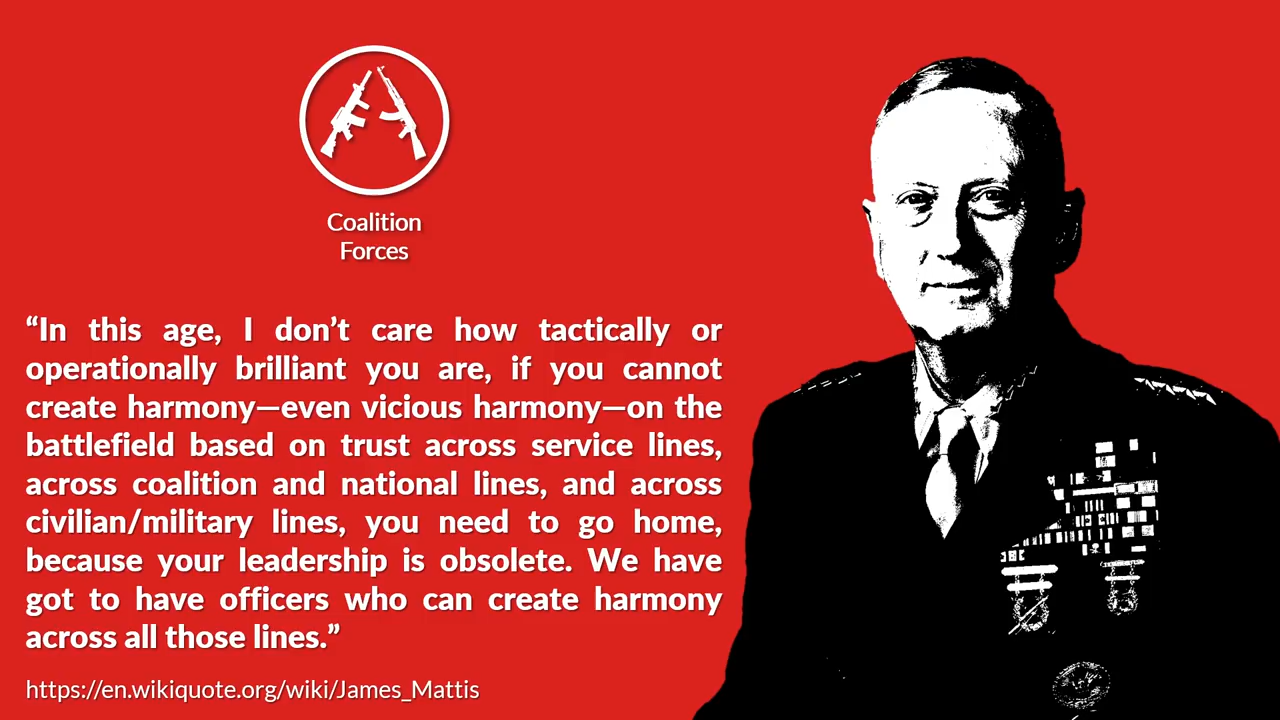 Coalition
Forces
“In this age, I don’t care how tactically or
operationally brilliant you are, if you cannot
create harmony—even vicious harmony—on the
battlefield based on trust across service lines,
across coalition and national lines, and across
civilian/military lines, you need to go home,
because your leadership is obsolete. We have
got to have officers who can create harmony
across all those lines.”
https://en.wikiquote.org/wiki/James_Mattis